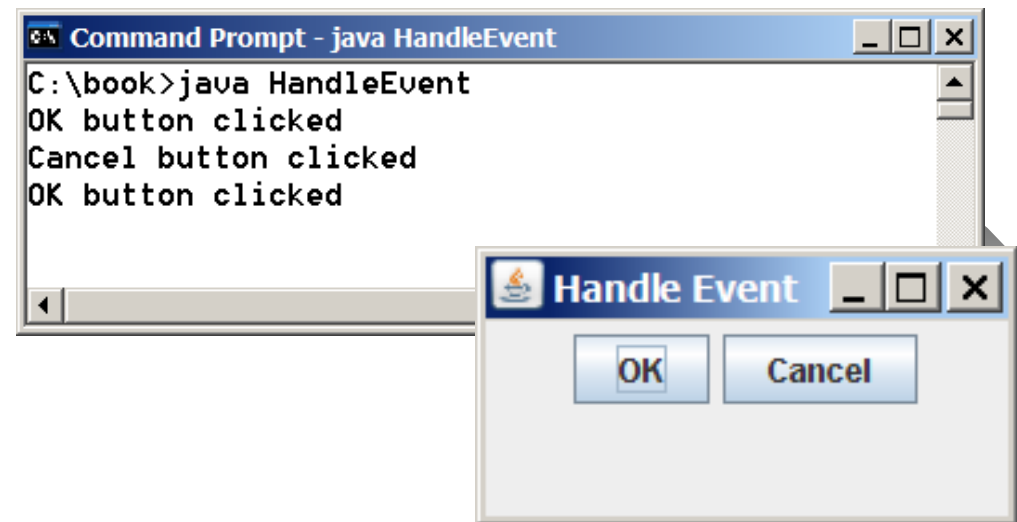 Command Prompt - java HandleEvent
C:\book>java HandleEvent
OK button clicked
Cancel button clicked
OK button clicked
Handle Event
OK Cancel